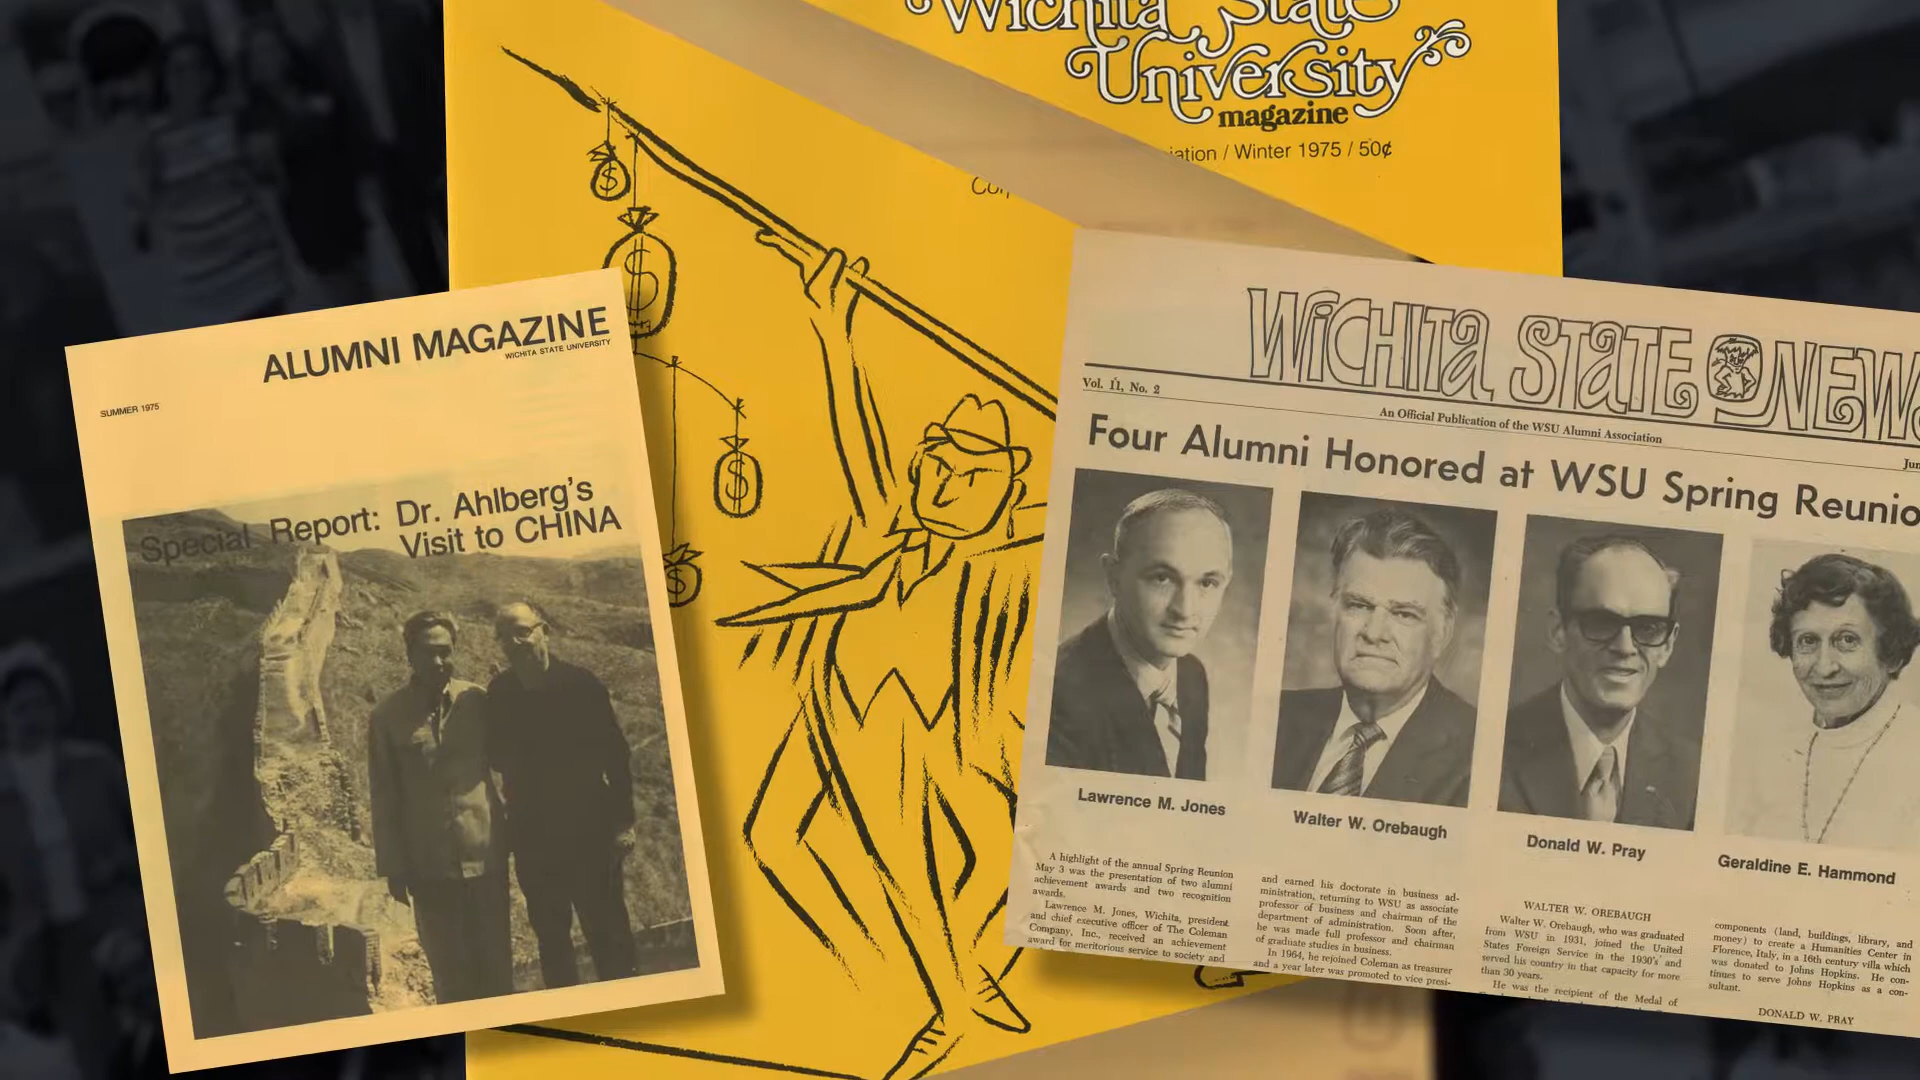 Wichita State
University
magazine
iation / Winter 1975 / 50¢
$
$
$
$
ALUMNI MAGAZINE
WICHITA STATE UNIVERSITY
SUMMER 1975
Special Report: Dr. Ahlberg's
Visit to CHINA
WICHITA STATE NEWS
Vol. 11, No. 2
An Official Publication of the WSU Alumni Association
Jun
Four Alumni Honored at WSU Spring Reunio
Lawrence M. Jones
Walter W. Orebaugh
Donald W. Pray
Geraldine E. Hammond
A highlight of the annual Spring Reunion
May 3 was the presentation of two alumni
achievement awards and two recognition
awards.
Lawrence M. Jones, Wichita, president
and chief executive officer of The Coleman
Company, Inc., received an achievement
award for meritorious service to society and
and earned his doctorate in business ad-
ministration, returning to WSU as associate
professor of business and chairman of the
department of administration. Soon after,
he was made full professor and chairman
of graduate studies in business.
In 1964, he rejoined Coleman as treasurer
and a year later was promoted to vice presi-
WALTER W. OREBAUGH
Walter W. Orebaugh, who was graduated
from WSU in 1931, joined the United
States Foreign Service in the 1930's and
served his country in that capacity for more
than 30 years.
He was the recipient of the Medal of
components (land, buildings, library, and
money) to create a Humanities Center in
Florence, Italy, in a 16th century villa which
was donated to Johns Hopkins. He con-
tinues to serve Johns Hopkins as a con-
sultant.
DONALD W. PRAY